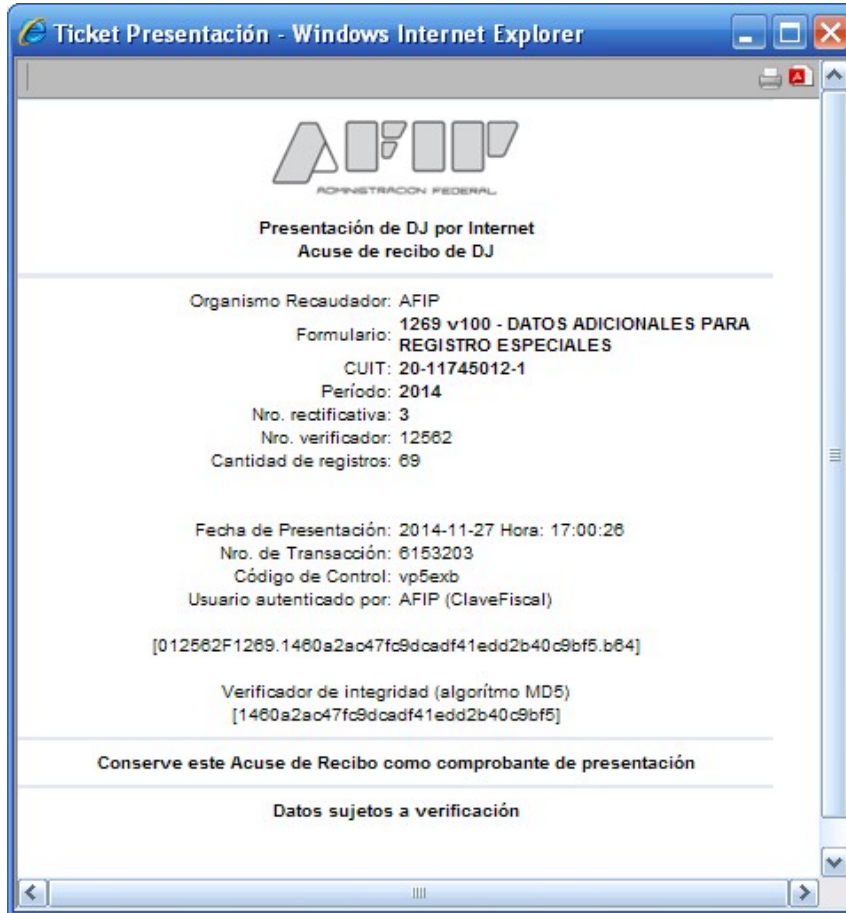 Ticket Presentación - Windows Internet Explorer
AFIP
ADMINISTRACION FEDERAL
Presentación de DJ por Internet
Acuse de recibo de DJ
Organismo Recaudador: AFIP
Formulario: 1269 v100 - DATOS ADICIONALES PARA
REGISTRO ESPECIALES
CUIT: 20-11745012-1
Período: 2014
Nro. rectificativa: 3
Nro. verificador: 12562
Cantidad de registros: 69
Fecha de Presentación: 2014-11-27 Hora: 17:00:26
Nro. de Transacción: 6153203
Código de Control: vp5exb
Usuario autenticado por: AFIP (ClaveFiscal)
[012562F1269.1460a2ac47fc9dcadf41edd2b40c9bf5.b64]
Verificador de integridad (algorítmo MD5)
[1460a2ac47fc9dcadf41edd2b40c9bf5]
Conserve este Acuse de Recibo como comprobante de presentación
Datos sujetos a verificación